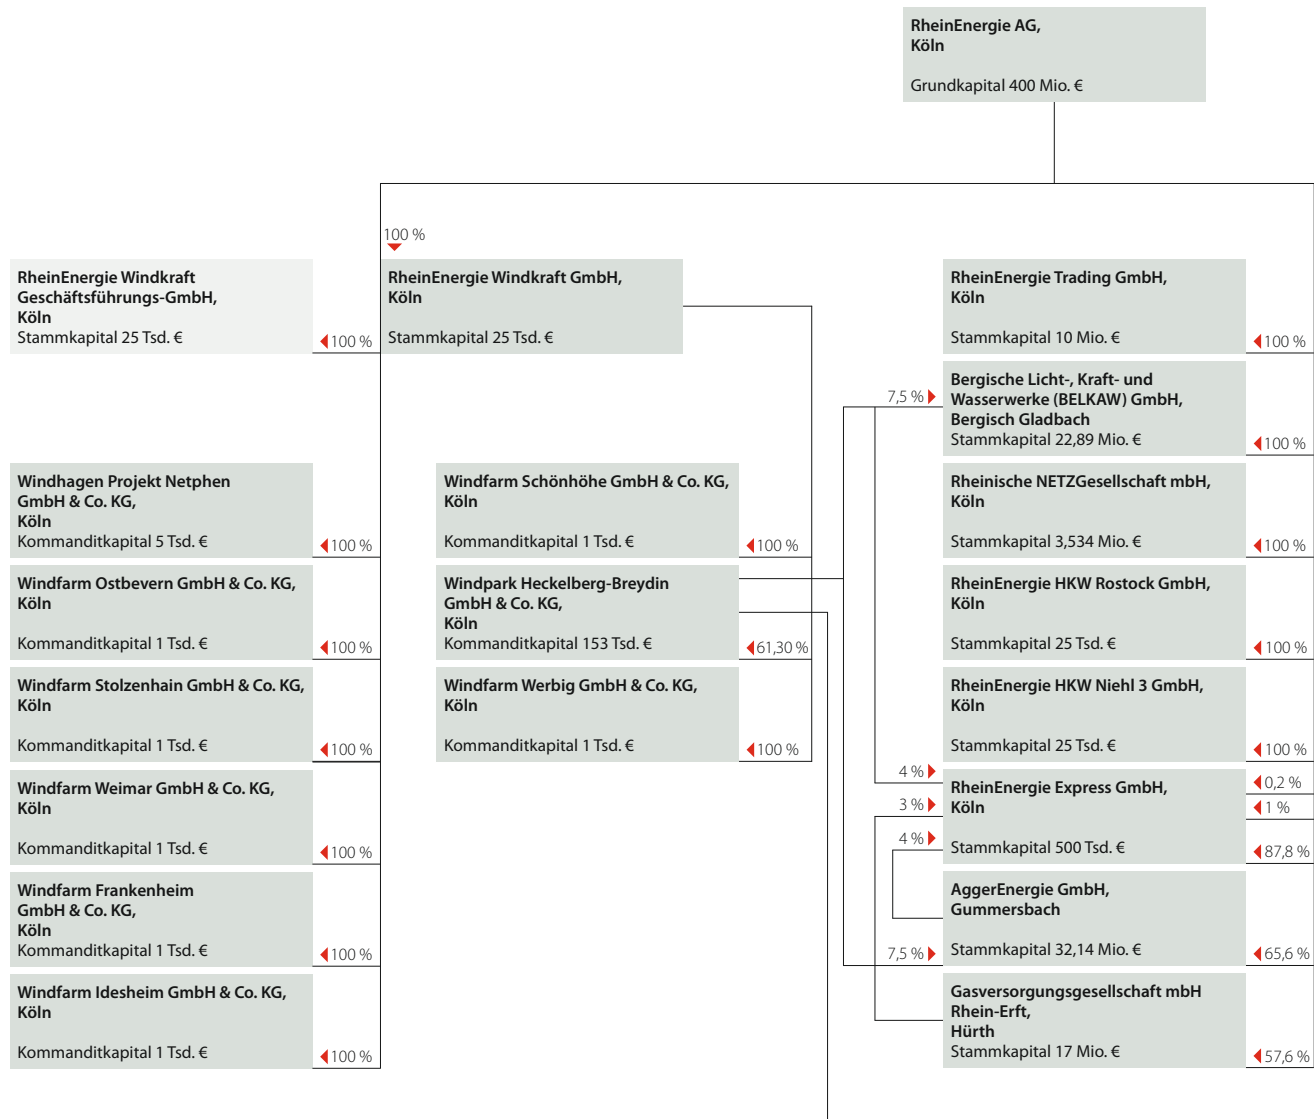 RheinEnergie AG,
Köln
Grundkapital 400 Mio. €
100 %
RheinEnergie Windkraft
Geschäftsführungs-GmbH,
Köln
Stammkapital 25 Tsd. €
100 %
RheinEnergie Windkraft GmbH,
Köln
Stammkapital 25 Tsd. €
RheinEnergie Trading GmbH,
Köln
Stammkapital 10 Mio. €
100 %
7,5 %
Bergische Licht-, Kraft- und
Wasserwerke (BELKAW) GmbH,
Bergisch Gladbach
Stammkapital 22,89 Mio. €
100 %
Windhagen Projekt Netphen
GmbH & Co. KG,
Köln
Kommanditkapital 5 Tsd. €
100 %
Windfarm Schönhöhe GmbH & Co. KG,
Köln
Kommanditkapital 1 Tsd. €
100 %
Rheinische NETZGesellschaft mbH,
Köln
Stammkapital 3,534 Mio. €
100 %
Windfarm Ostbevern GmbH & Co. KG,
Köln
Kommanditkapital 1 Tsd. €
100 %
Windpark Heckelberg-Breydin
GmbH & Co. KG,
Köln
Kommanditkapital 153 Tsd. €
61,30 %
RheinEnergie HKW Rostock GmbH,
Köln
Stammkapital 25 Tsd. €
100 %
Windfarm Stolzenhain GmbH & Co. KG,
Köln
Kommanditkapital 1 Tsd. €
100 %
Windfarm Werbig GmbH & Co. KG,
Köln
Kommanditkapital 1 Tsd. €
100 %
RheinEnergie HKW Niehl 3 GmbH,
Köln
Stammkapital 25 Tsd. €
100 %
Windfarm Weimar GmbH & Co. KG,
Köln
Kommanditkapital 1 Tsd. €
100 %
4 %
3 %
4 %
RheinEnergie Express GmbH,
Köln
Stammkapital 500 Tsd. €
0,2 %
1 %
87,8 %
Windfarm Frankenheim
GmbH & Co. KG,
Köln
Kommanditkapital 1 Tsd. €
100 %
7,5 %
AggerEnergie GmbH,
Gummersbach
Stammkapital 32,14 Mio. €
65,6 %
Windfarm Idesheim GmbH & Co. KG,
Köln
Kommanditkapital 1 Tsd. €
100 %
Gasversorgungsgesellschaft mbH
Rhein-Erft,
Hürth
Stammkapital 17 Mio. €
57,6 %